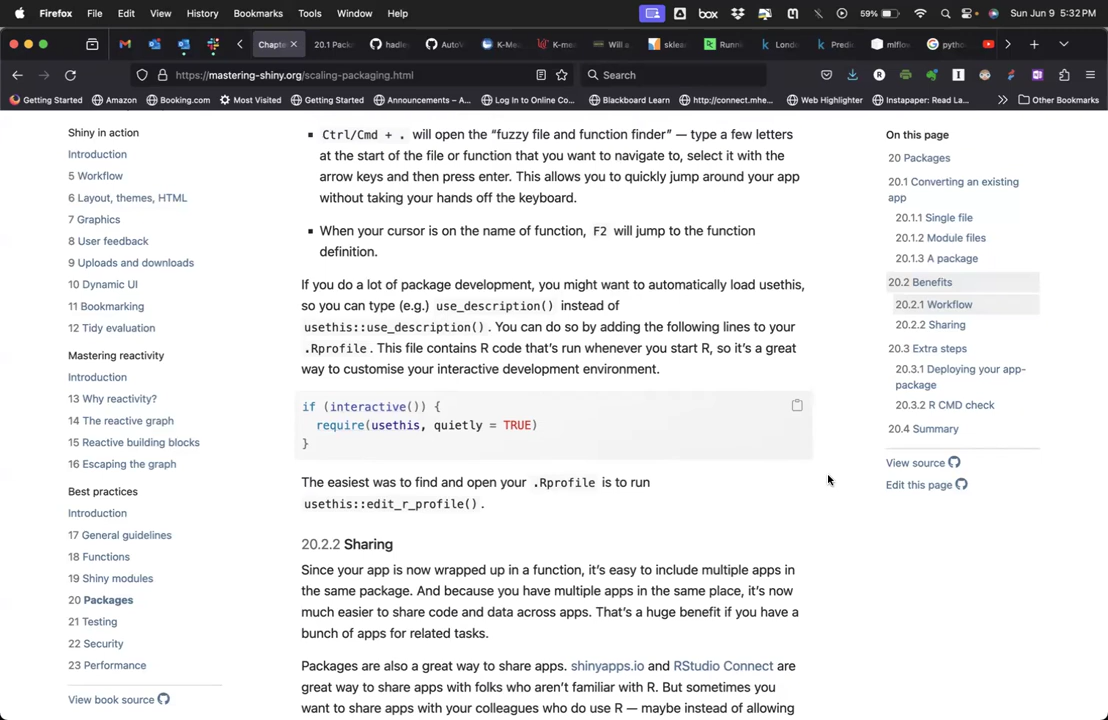 Firefox File Edit View History Bookmarks Tools Window Help
box 59% Sun Jun 9 5:32 PM
Chapte 20.1 Pack hadle AutoV K-Me K-me Will a sklea Runni Lond Predi mlflow pytho
https://mastering-shiny.org/scaling-packaging.html Search
Getting Started Amazon Booking.com Most Visited Getting Started Announcements – A... Log In to Online Co... Blackboard Learn http://connect.mhe... Web Highlighter Instapaper: Read La... Other Bookmarks
Shiny in action
Introduction
5 Workflow
6 Layout, themes, HTML
7 Graphics
8 User feedback
9 Uploads and downloads
10 Dynamic UI
11 Bookmarking
12 Tidy evaluation
Mastering reactivity
Introduction
13 Why reactivity?
14 The reactive graph
15 Reactive building blocks
16 Escaping the graph
Best practices
Introduction
17 General guidelines
18 Functions
19 Shiny modules
20 Packages
21 Testing
22 Security
23 Performance
View book source
Ctrl/Cmd + . will open the “fuzzy file and function finder” — type a few letters
at the start of the file or function that you want to navigate to, select it with the
arrow keys and then press enter. This allows you to quickly jump around your app
without taking your hands off the keyboard.
When your cursor is on the name of function, F2 will jump to the function
definition.
If you do a lot of package development, you might want to automatically load usethis,
so you can type (e.g.) use_description() instead of
usethis::use_description(). You can do so by adding the following lines to your
.Rprofile. This file contains R code that’s run whenever you start R, so it’s a great
way to customise your interactive development environment.
if (interactive()) {
require(usethis, quietly = TRUE)
}
The easiest was to find and open your .Rprofile is to run
usethis::edit_r_profile().
20.2.2 Sharing
Since your app is now wrapped up in a function, it’s easy to include multiple apps in
the same package. And because you have multiple apps in the same place, it’s now
much easier to share code and data across apps. That’s a huge benefit if you have a
bunch of apps for related tasks.
Packages are also a great way to share apps. shinyapps.io and RStudio Connect are
great way to share apps with folks who aren’t familiar with R. But sometimes you
want to share apps with your colleagues who do use R — maybe instead of allowing
On this page
20 Packages
20.1 Converting an existing
app
20.1.1 Single file
20.1.2 Module files
20.1.3 A package
20.2 Benefits
20.2.1 Workflow
20.2.2 Sharing
20.3 Extra steps
20.3.1 Deploying your app-
package
20.3.2 R CMD check
20.4 Summary
View source
Edit this page